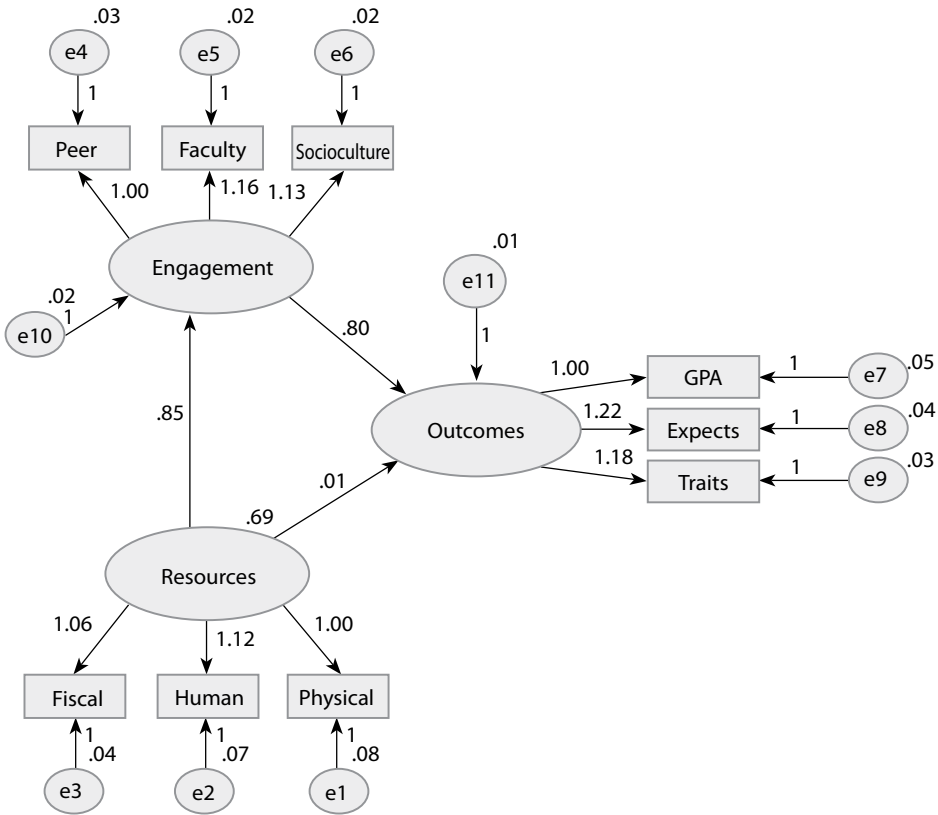 .03
.02
.02
e4
e5
e6
1
1
1
Peer
Faculty
Socioculture
1.00
1.16
1.13
Engagement
.02
1
e10
.01
e11
1
.80
.85
1.00
GPA
1
e7
.05
Outcomes
1.22
Expects
1
e8
.04
1.18
Traits
1
e9
.03
.01
.69
Resources
1.06
1.12
1.00
Fiscal
Human
Physical
1
1
1
.04
.07
.08
e3
e2
e1